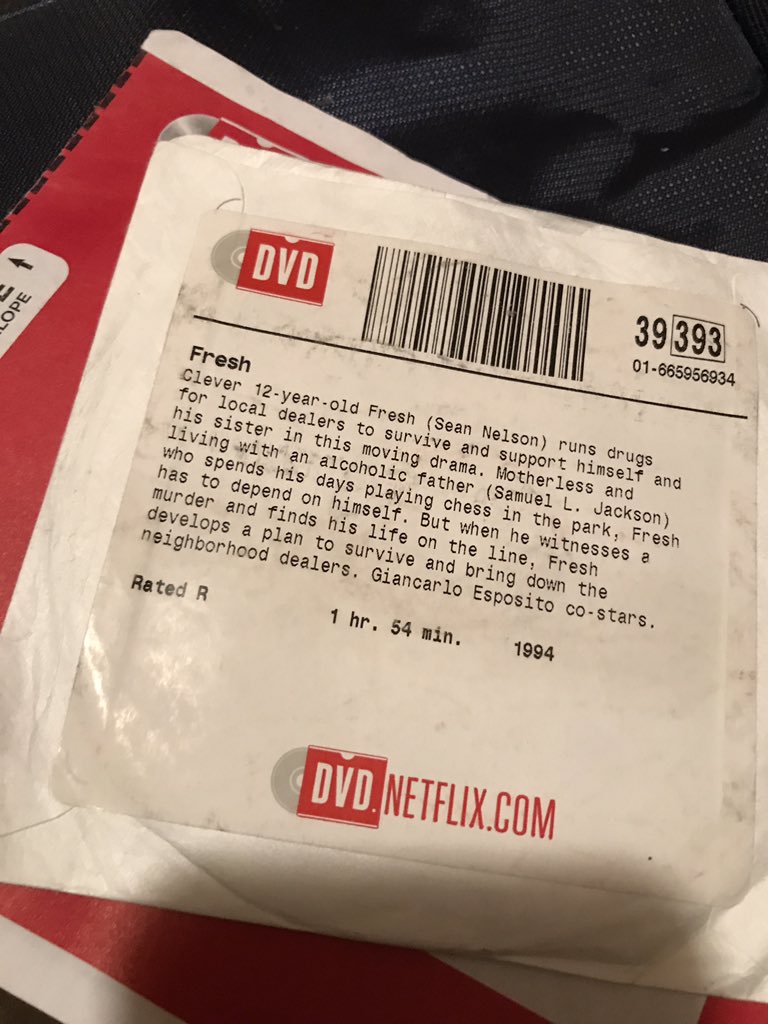 DVD
39 393
01-665956934
Fresh
Clever 12-year-old Fresh (Sean Nelson) runs drugs
for local dealers to survive and support himself and
his sister in this moving drama. Motherless and
living with an alcoholic father (Samuel L. Jackson)
who spends his days playing chess in the park, Fresh
has to depend on himself. But when he witnesses a
murder and finds his life on the line, Fresh
develops a plan to survive and bring down the
neighborhood dealers. Giancarlo Esposito co-stars.
Rated R
1 hr. 54 min. 1994
DVD.NETFLIX.COM